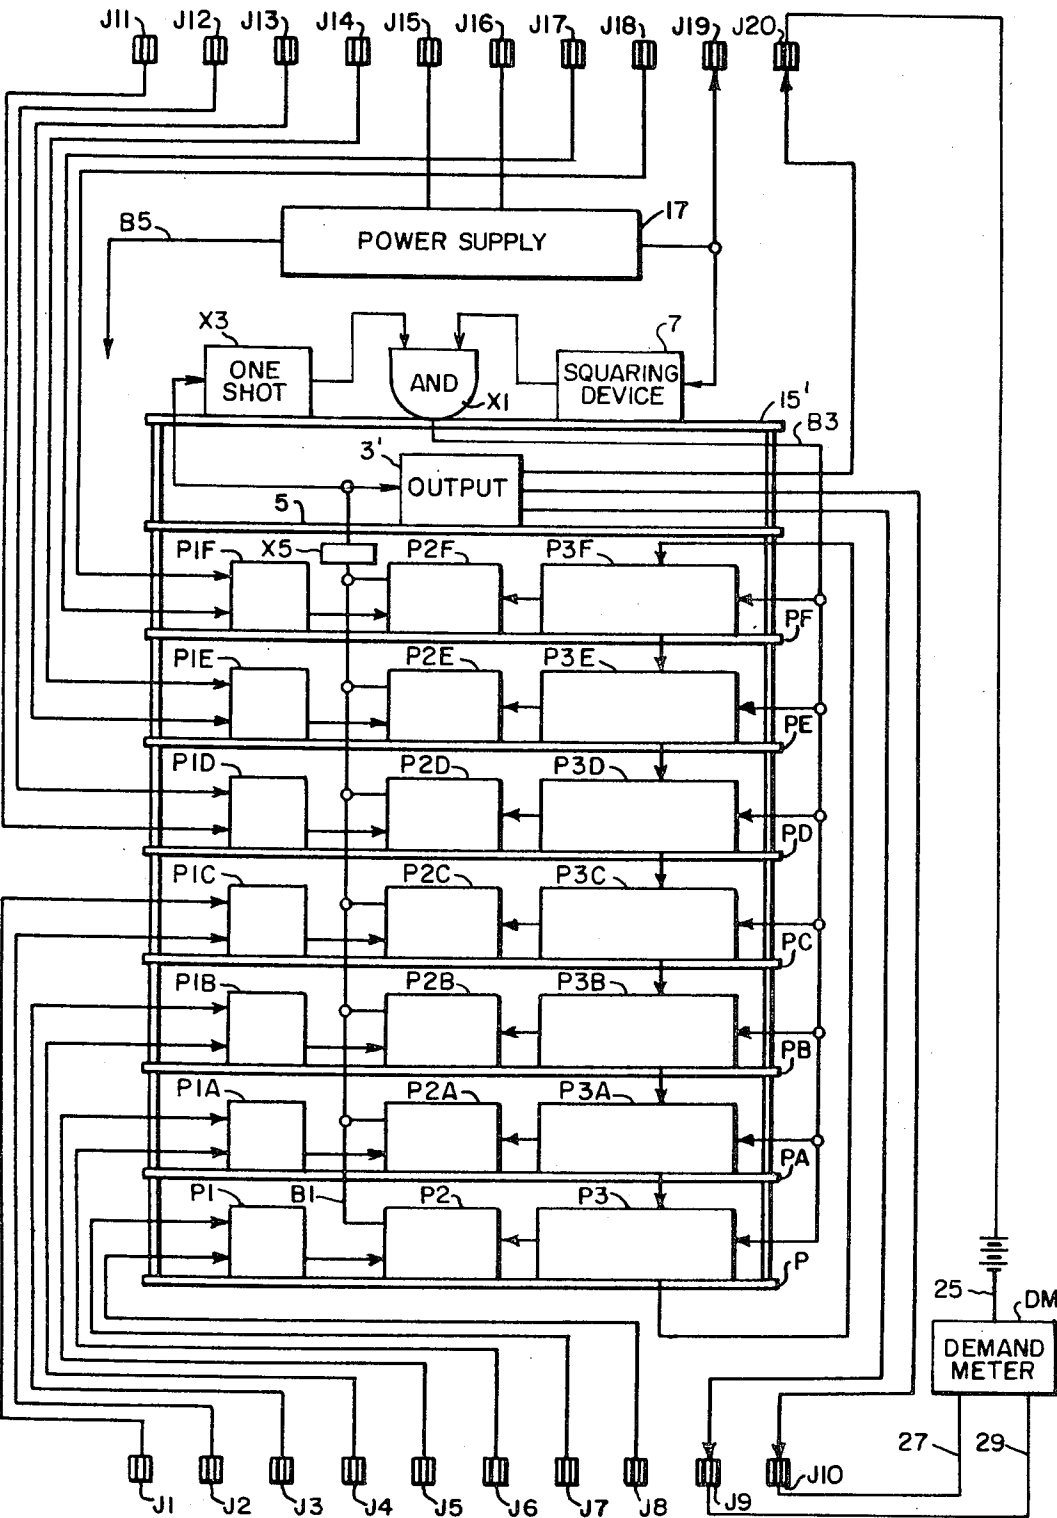 J11 J12 J13 J14 J15 J16 J17 J18 J19 J20
17
B5
POWER SUPPLY
X3
7
ONE
SHOT
AND
X1
SQUARING
DEVICE
15'
B3
3'
OUTPUT
5
X5
P1F P2F P3F
PF
P1E P2E P3E
PE
P1D P2D P3D
PD
P1C P2C P3C
PC
P1B P2B P3B
PB
P1A P2A P3A
PA
P1 B1 P2 P3
P
25
DM
DEMAND
METER
27 29
J1 J2 J3 J4 J5 J6 J7 J8 J9 J10